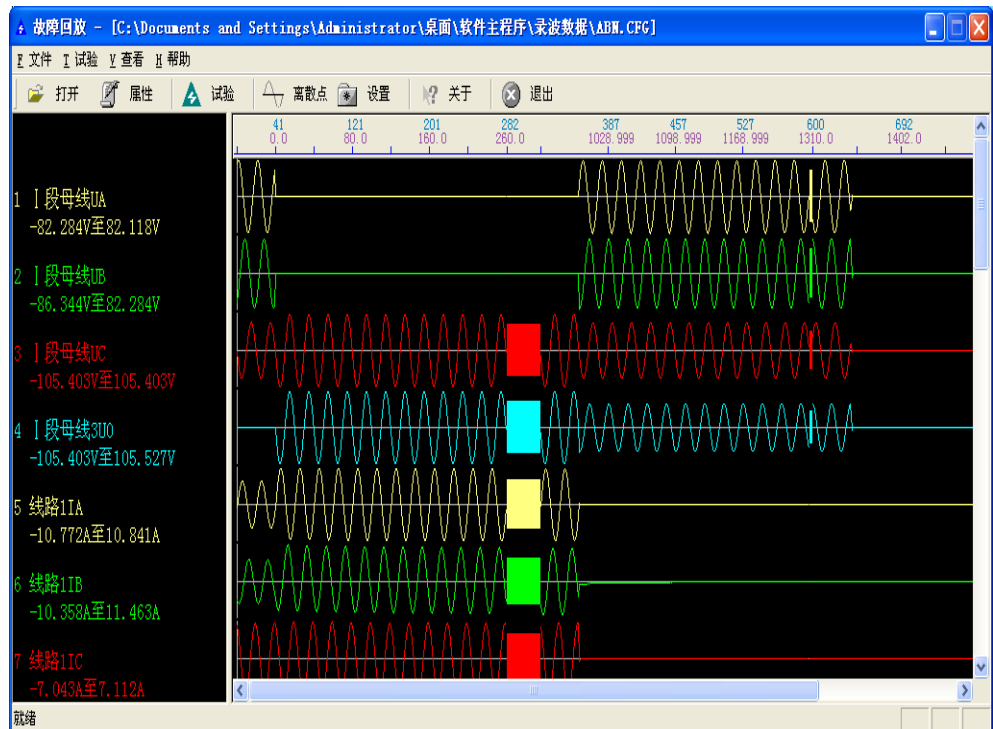 故障回放 - [C:\Documents and Settings\Administrator\桌面\软件主程序\录波数据\ABN.CFG]
F 文件 T 试验 V 查看 H 帮助
打开 属性 试验 离散点 设置 关于 退出
41 121 201 282 387 457 527 600 692
0.0 80.0 160.0 260.0 1028.999 1098.999 1168.999 1310.0 1402.0
1 Ⅰ段母线UA
-82.284V至82.118V
2 Ⅰ段母线UB
-86.344V至82.284V
3 Ⅰ段母线UC
-105.403V至105.403V
4 Ⅰ段母线3U0
-105.403V至105.527V
5 线路1IA
-10.772A至10.841A
6 线路1IB
-10.358A至11.463A
7 线路1IC
-7.043A至7.112A
就绪